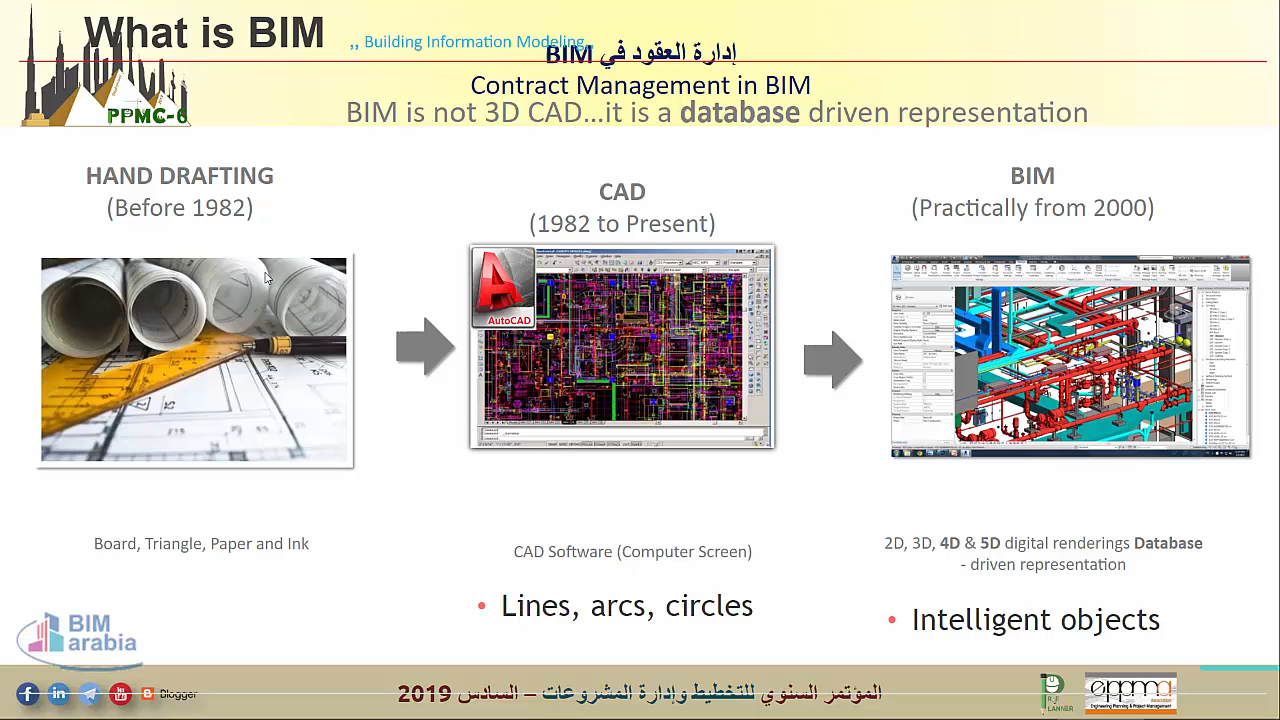 What is BIM
,, Building Information Modeling,,
إدارة العقود في BIM
Contract Management in BIM
BIM is not 3D CAD...it is a database driven representation
PPMC-6
HAND DRAFTING
(Before 1982)
CAD
(1982 to Present)
BIM
(Practically from 2000)
AutoCAD
Board, Triangle, Paper and Ink
CAD Software (Computer Screen)
2D, 3D, 4D & 5D digital renderings Database
- driven representation
• Lines, arcs, circles
• Intelligent objects
BIM
arabia
Blogger
المؤتمر السنوي للتخطيط وإدارة المشروعات – السادس 2019
PLANNER
eppma
Engineering Planning & Project Management